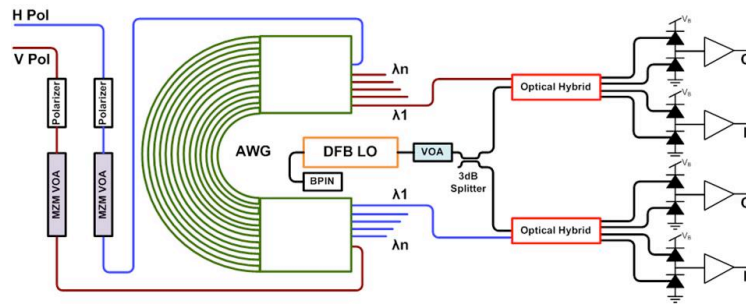 H Pol
V Pol
Polarizer
Polarizer
MZM VOA
MZM VOA
AWG
λn
λ1
DFB LO
VOA
BPIN
3dB
Splitter
λ1
λn
Optical Hybrid
Optical Hybrid